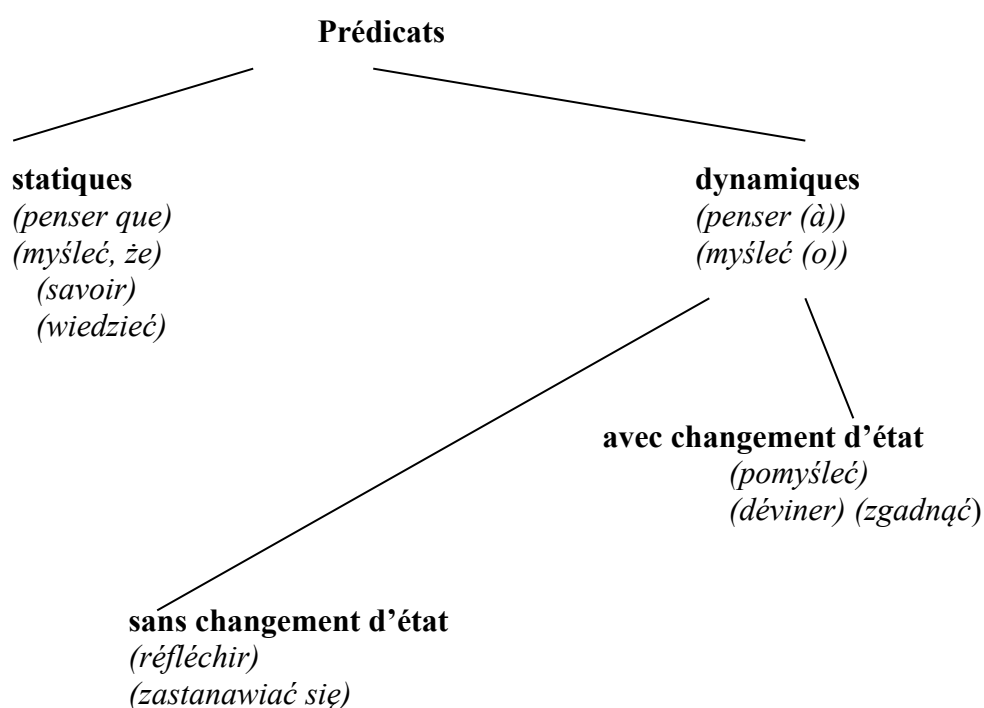 Prédicats
statiques
(penser que)
(myśleć, że)
(savoir)
(wiedzieć)
dynamiques
(penser (à))
(myśleć (o))
avec changement d’état
(pomyśleć)
(déviner) (zgadnąć)
sans changement d’état
(réfléchir)
(zastanawiać się)